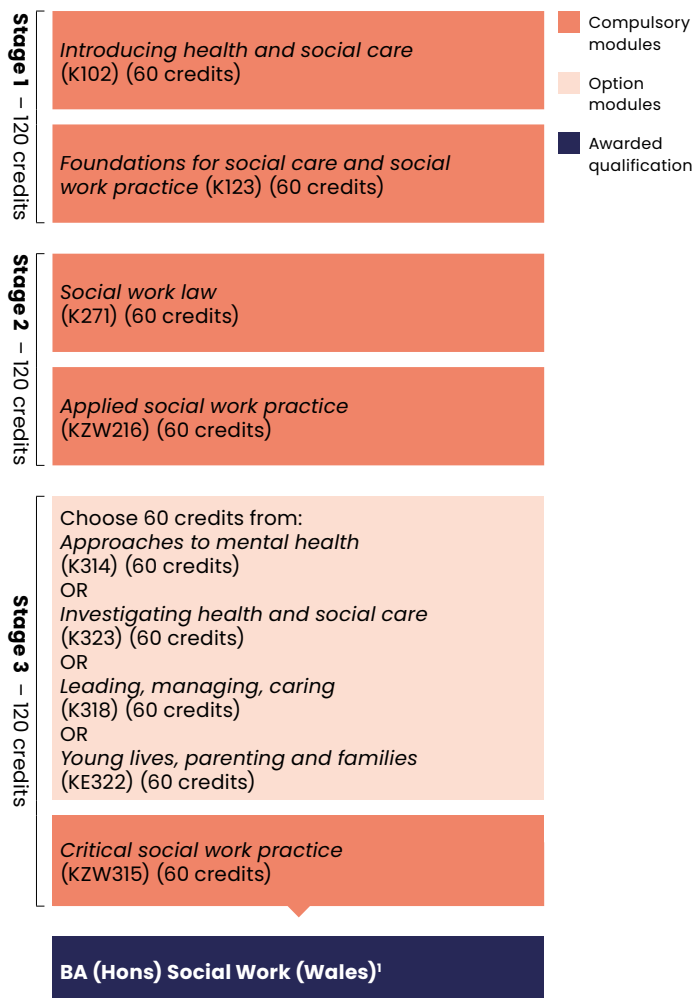 Stage 1 – 120 credits
Introducing health and social care
(K102) (60 credits)
Foundations for social care and social
work practice (K123) (60 credits)
Stage 2 – 120 credits
Social work law
(K271) (60 credits)
Applied social work practice
(KZW216) (60 credits)
Stage 3 – 120 credits
Choose 60 credits from:
Approaches to mental health
(K314) (60 credits)
OR
Investigating health and social care
(K323) (60 credits)
OR
Leading, managing, caring
(K318) (60 credits)
OR
Young lives, parenting and families
(KE322) (60 credits)
Critical social work practice
(KZW315) (60 credits)
BA (Hons) Social Work (Wales)¹
Compulsory
modules
Option
modules
Awarded
qualification